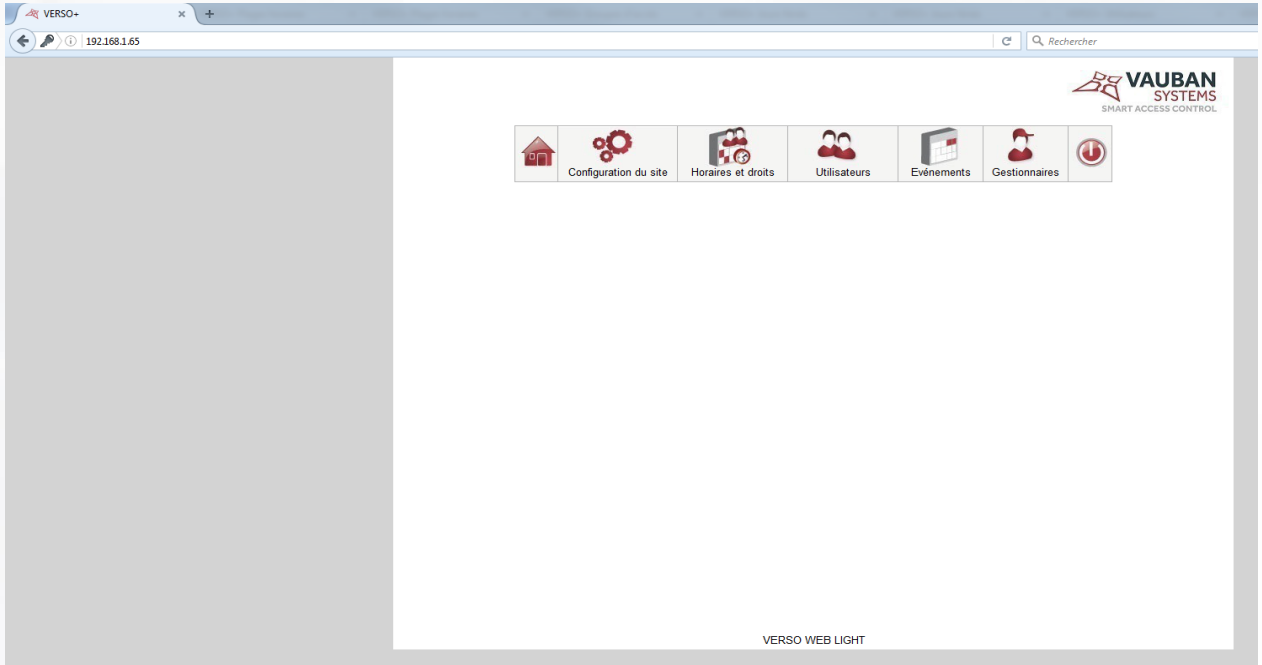 VERSO+
192.168.1.65
Rechercher
VAUBAN
SYSTEMS
SMART ACCESS CONTROL
Configuration du site
Horaires et droits
Utilisateurs
Evénements
Gestionnaires
VERSO WEB LIGHT